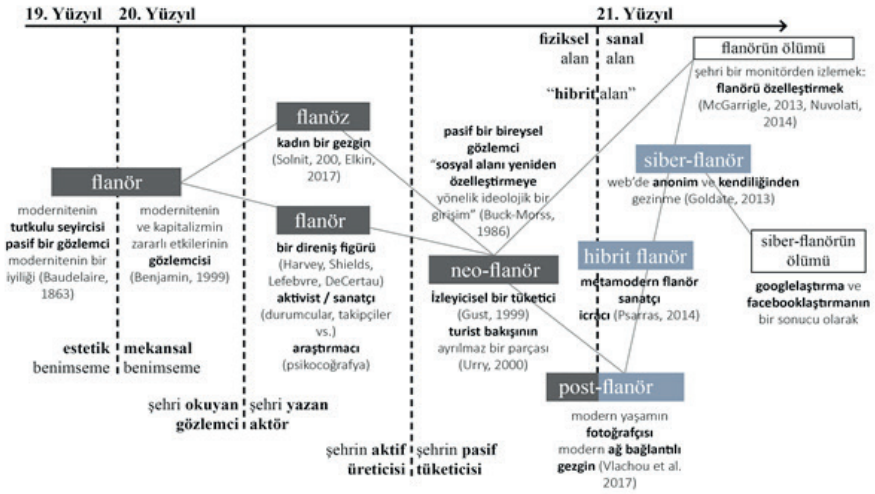 19. Yüzyıl
20. Yüzyıl
21. Yüzyıl
fiziksel
alan
sanal
alan
“hibrit alan”
flanörün ölümü
şehri bir monitörden izlemek:
flanörü özelleştirmek
(McGarrigle, 2013, Nuvolati,
2014)
flanöz
kadın bir gezgin
(Solnit, 200, Elkin,
2017)
pasif bir bireysel
gözlemci
“sosyal alanı yeniden
özelleştirmeye
yönelik ideolojik bir
girişim” (Buck-Morss,
1986)
siber-flanör
web’de anonim ve kendiliğinden
gezinme (Goldate, 2013)
flanör
modernitenin
tutkulu seyircisi
pasif bir gözlemci
modernitenin bir
iyiliği (Baudelaire,
1863)
modernitenin
ve kapitalizmin
zararlı etkilerinin
gözlemcisi
(Benjamin, 1999)
flanör
bir direniş figürü
(Harvey, Shields,
Lefebvre, DeCertau)
aktivist / sanatçı
(durumcular, takipçiler
vs.)
araştırmacı
(psikocoğrafya)
neo-flanör
İzleyicisel bir tüketici
(Gust, 1999)
turist bakışının
ayrılmaz bir parçası
(Urry, 2000)
hibrit flanör
metamodern flanör
sanatçı
icracı (Psarras, 2014)
siber-flanörün
ölümü
googlelaştırma ve
facebooklaştırmanın
bir sonucu olarak
estetik
benimseme
mekansal
benimseme
post-flanör
modern yaşamın
fotoğrafçısı
modern ağ bağlantılı
gezgin (Vlachou et al.
2017)
şehri okuyan
gözlemci
şehri yazan
aktör
şehrin aktif
üreticisi
şehrin pasif
tüketicisi